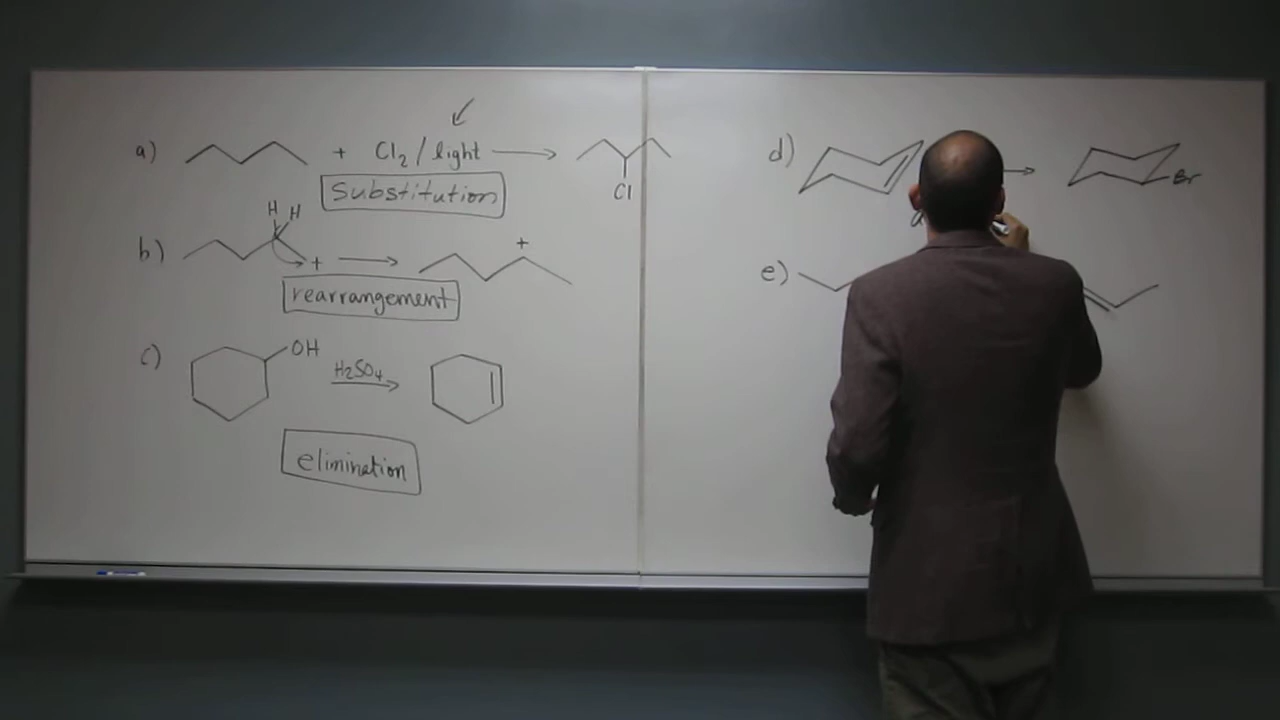 a) + Cl2 / light
Cl
Substitution
H H
b) + +
rearrangement
c) OH H2SO4
elimination
d) Br
e)